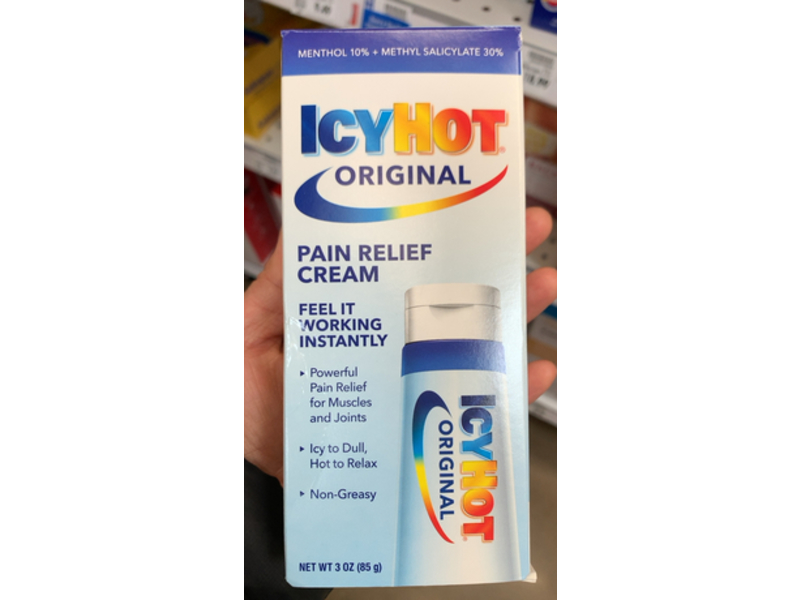 MENTHOL 10% + METHYL SALICYLATE 30%
ICYHOT®
ORIGINAL
PAIN RELIEF
CREAM
FEEL IT
WORKING
INSTANTLY
▸ Powerful
Pain Relief
for Muscles
and Joints
▸ Icy to Dull,
Hot to Relax
▸ Non-Greasy
ICYHOT
ORIGINAL
NET WT 3 OZ (85 g)